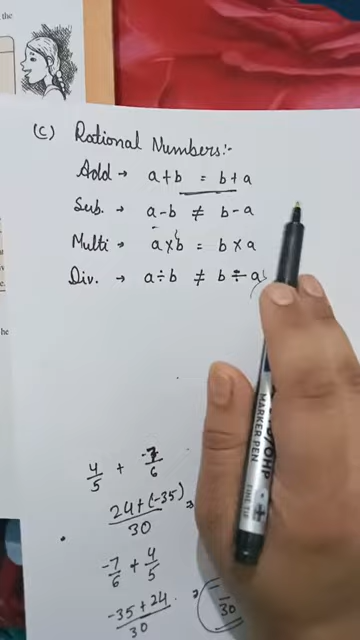 the
(C) Rational Numbers:-
Add → a+b = b+a
Sub. → a-b ≠ b-a
Multi → a×b = b×a
Div. → a÷b ≠ b÷a
he
4/5 + -7/6
24+(-35)/30
-7/6 + 4/5
-35+24/30
/30
MARKER PEN